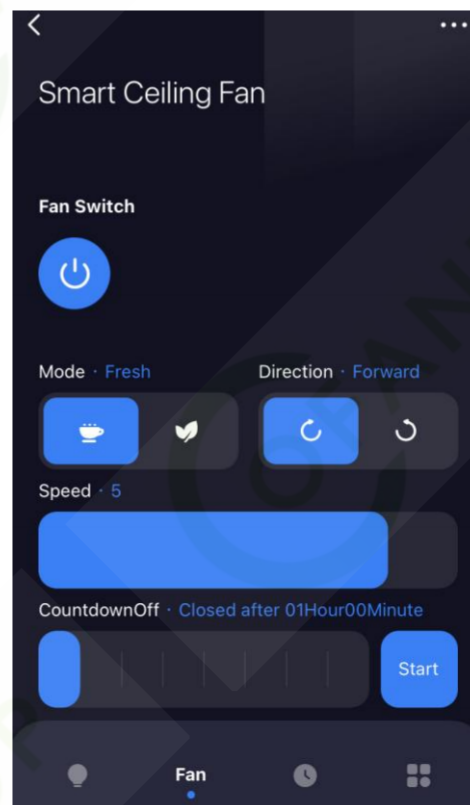 Smart Ceiling Fan
Fan Switch
Mode · Fresh
Direction · Forward
Speed · 5
CountdownOff · Closed after 01Hour00Minute
Start
Fan